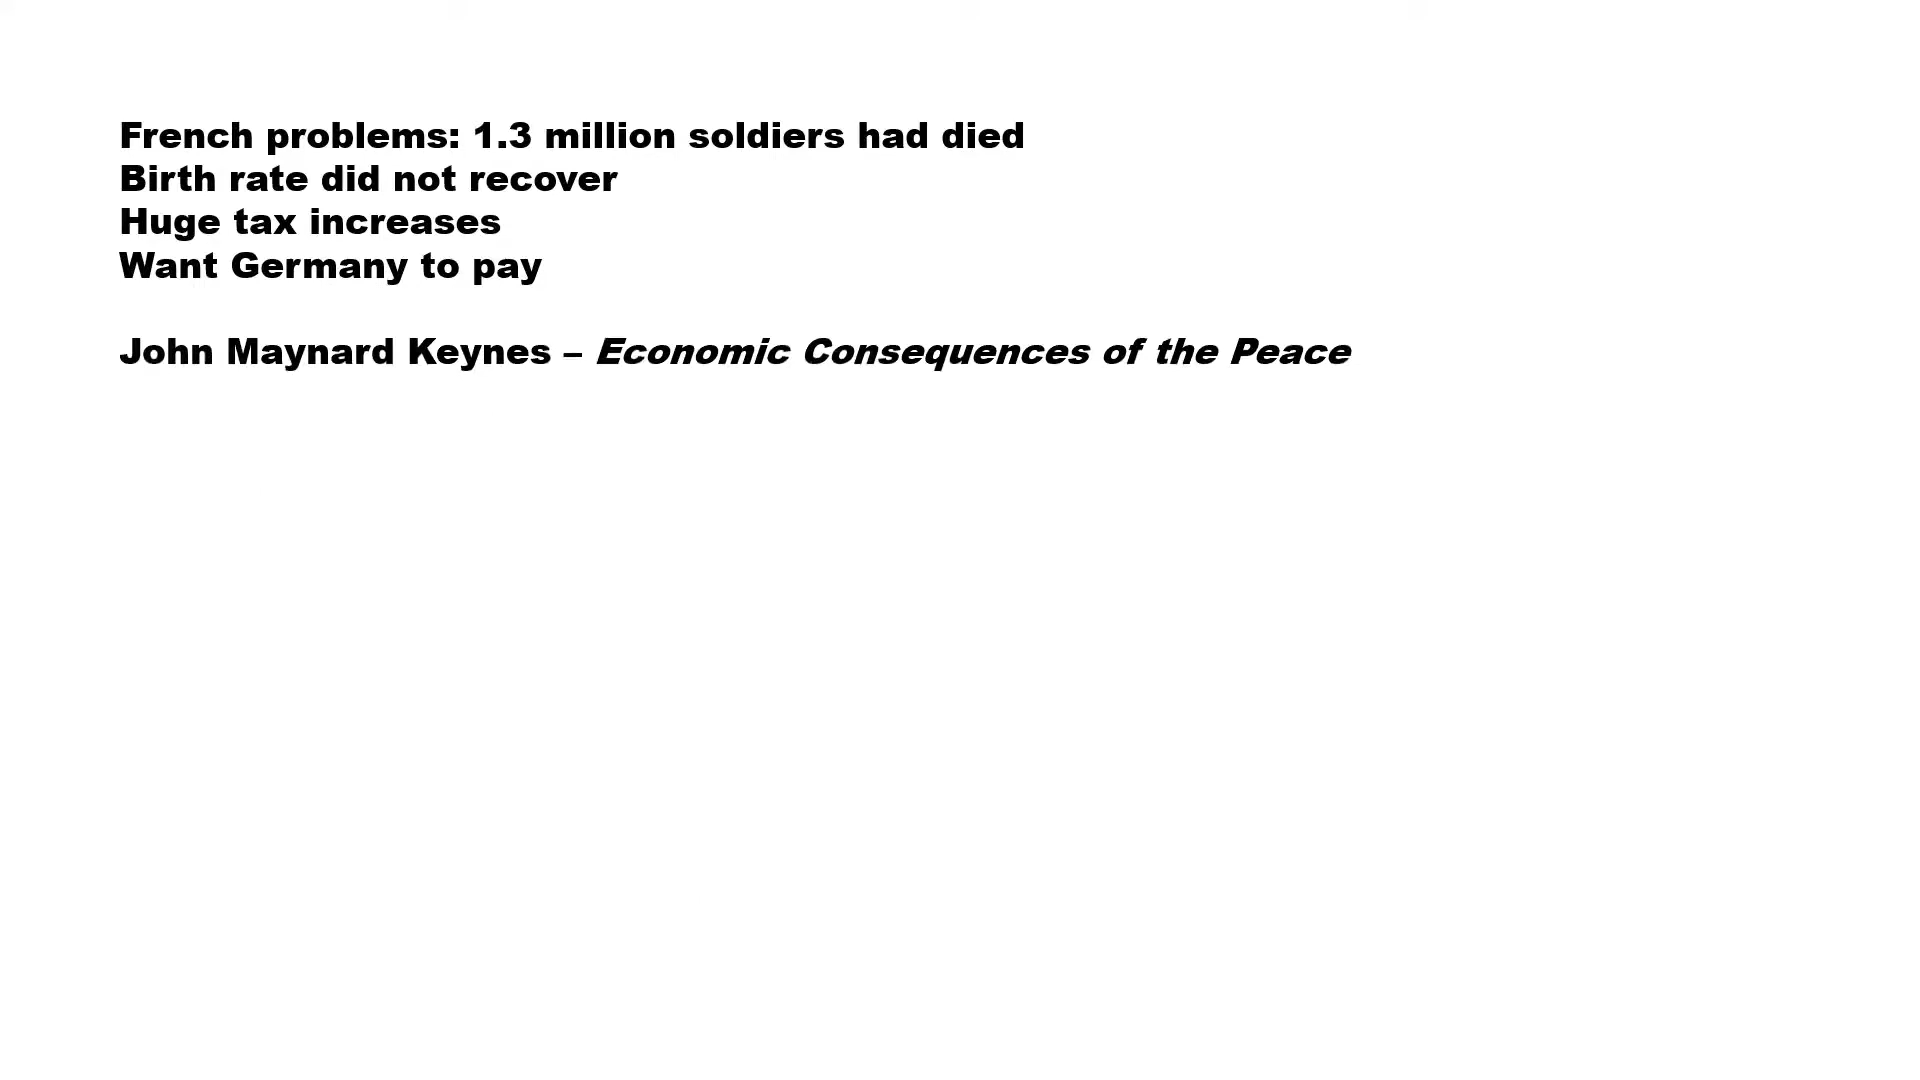 French problems: 1.3 million soldiers had died
Birth rate did not recover
Huge tax increases
Want Germany to pay
John Maynard Keynes – Economic Consequences of the Peace